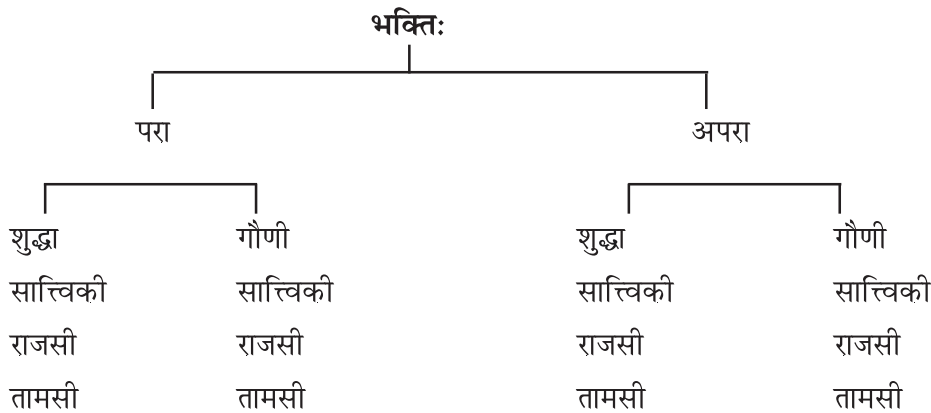 भक्तिः
परा अपरा
शुद्धा गौणी शुद्धा गौणी
सात्त्विकी सात्त्विकी सात्त्विकी सात्त्विकी
राजसी राजसी राजसी राजसी
तामसी तामसी तामसी तामसी